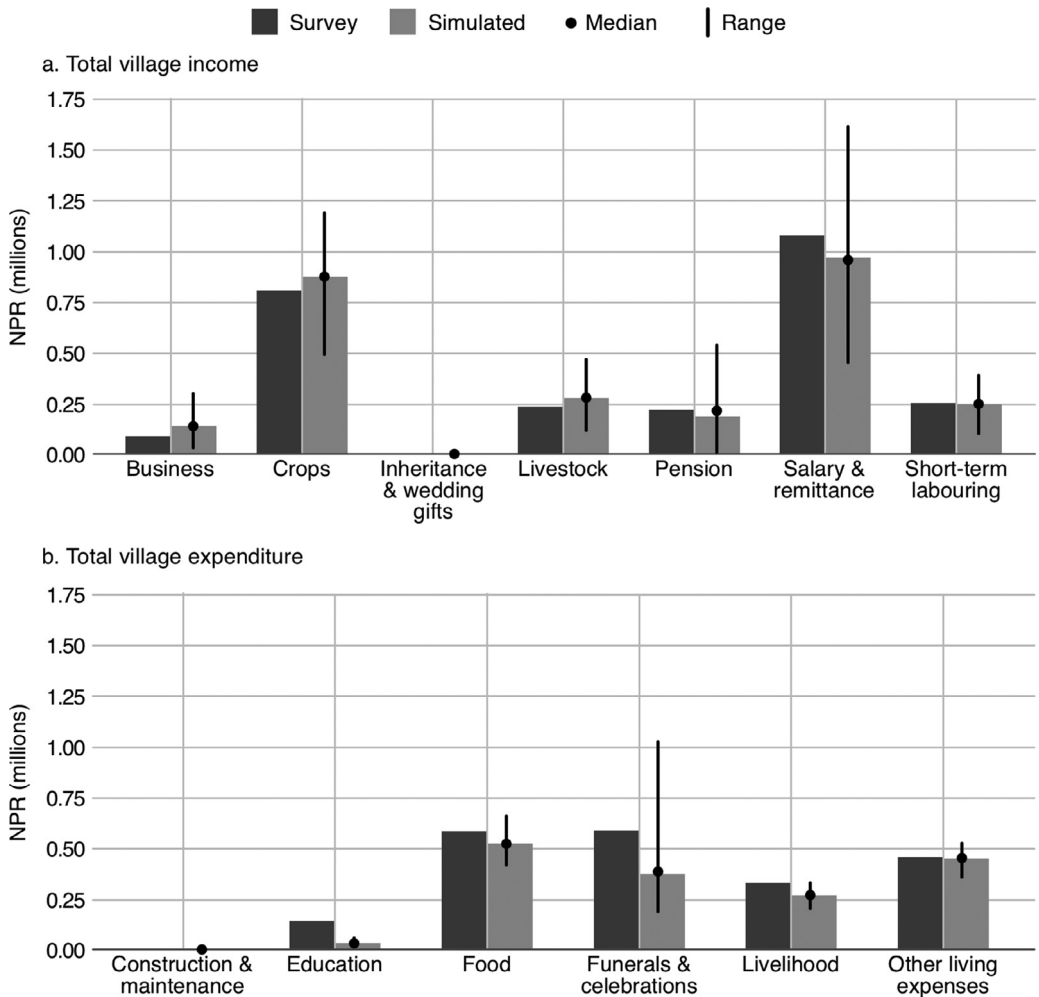 Survey Simulated Median Range
a. Total village income
1.75
1.50
1.25
1.00
0.75
0.50
0.25
0.00
NPR (millions)
Business Crops Inheritance Livestock Pension Salary & Short-term
& wedding remittance labouring
gifts
b. Total village expenditure
1.75
1.50
1.25
1.00
0.75
0.50
0.25
0.00
NPR (millions)
Construction & Education Food Funerals & Livelihood Other living
maintenance celebrations expenses